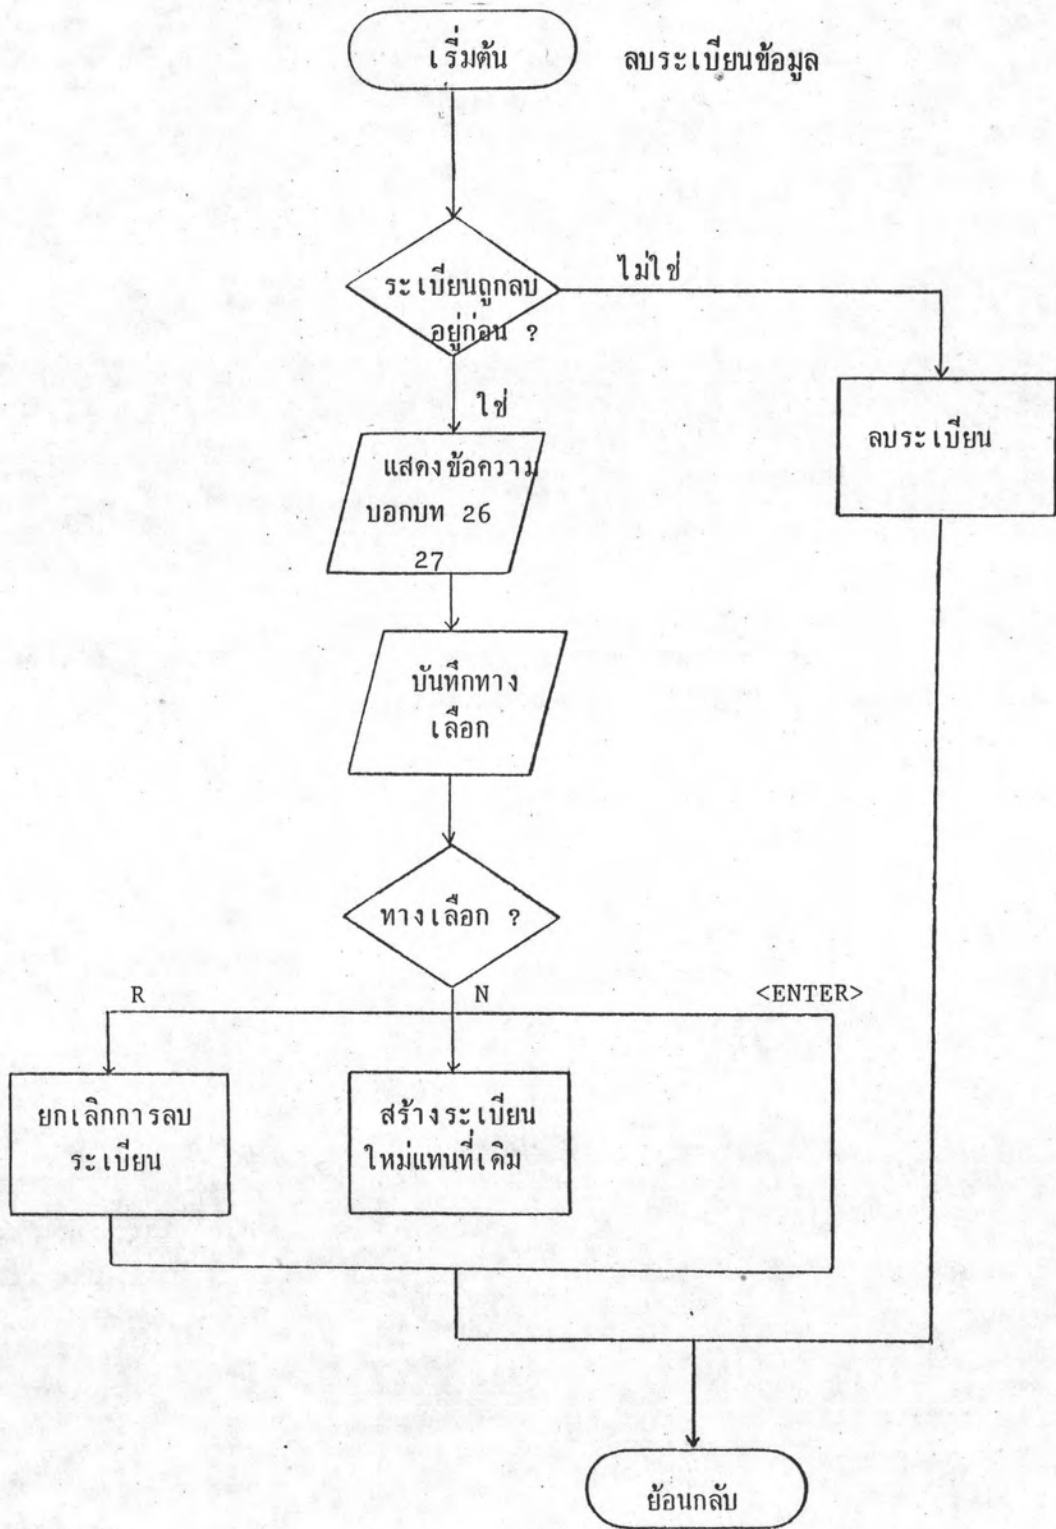 เริ่มต้น
ลบระเบียนข้อมูล
ระเบียนถูกลบ
อยู่ก่อน ?
ไม่ใช่
ใช่
ลบระเบียน
แสดงข้อความ
บอกบท 26
27
บันทึกทาง
เลือก
ทางเลือก ?
R
N
<ENTER>
ยกเลิกการลบ
ระเบียน
สร้างระเบียน
ใหม่แทนที่เดิม
ย้อนกลับ